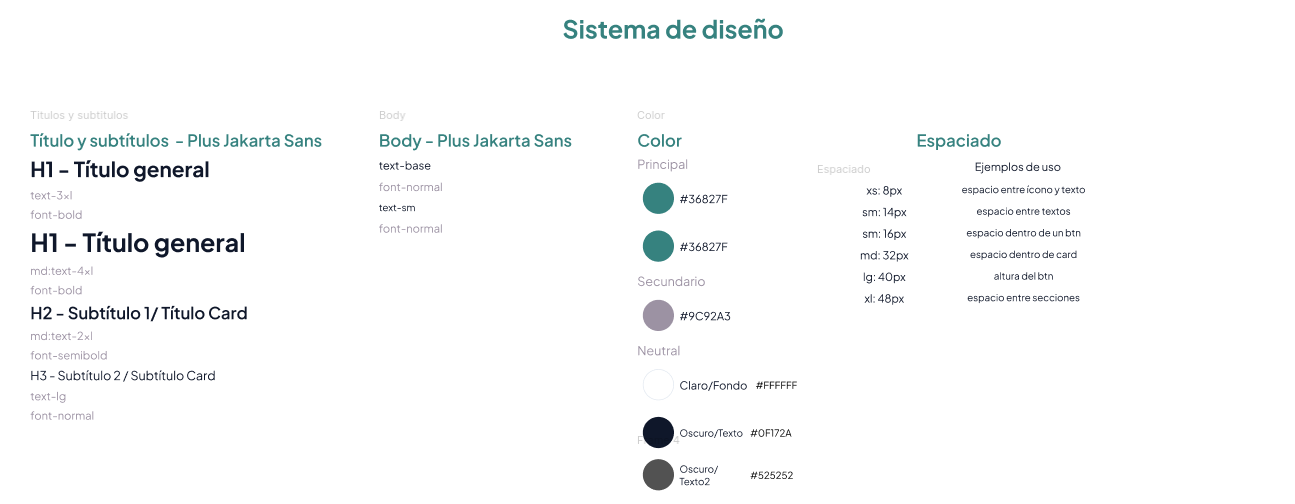 Sistema de diseño
Titulos y subtitulos
Título y subtítulos - Plus Jakarta Sans
H1 - Título general
text-3xl
font-bold
H1 - Título general
md:text-4xl
font-bold
H2 - Subtítulo 1/ Título Card
md:text-2xl
font-semibold
H3 - Subtítulo 2 / Subtítulo Card
text-lg
font-normal
Body
Body - Plus Jakarta Sans
text-base
font-normal
text-sm
font-normal
Color
Color
Principal
#36827F
#36827F
Secundario
#9C92A3
Neutral
Claro/Fondo #FFFFFF
Oscuro/Texto #0F172A
Oscuro/
Texto2
#525252
Espaciado
Espaciado
Ejemplos de uso
xs: 8px espacio entre ícono y texto
sm: 14px espacio entre textos
sm: 16px espacio dentro de un btn
md: 32px espacio dentro de card
lg: 40px altura del btn
xl: 48px espacio entre secciones